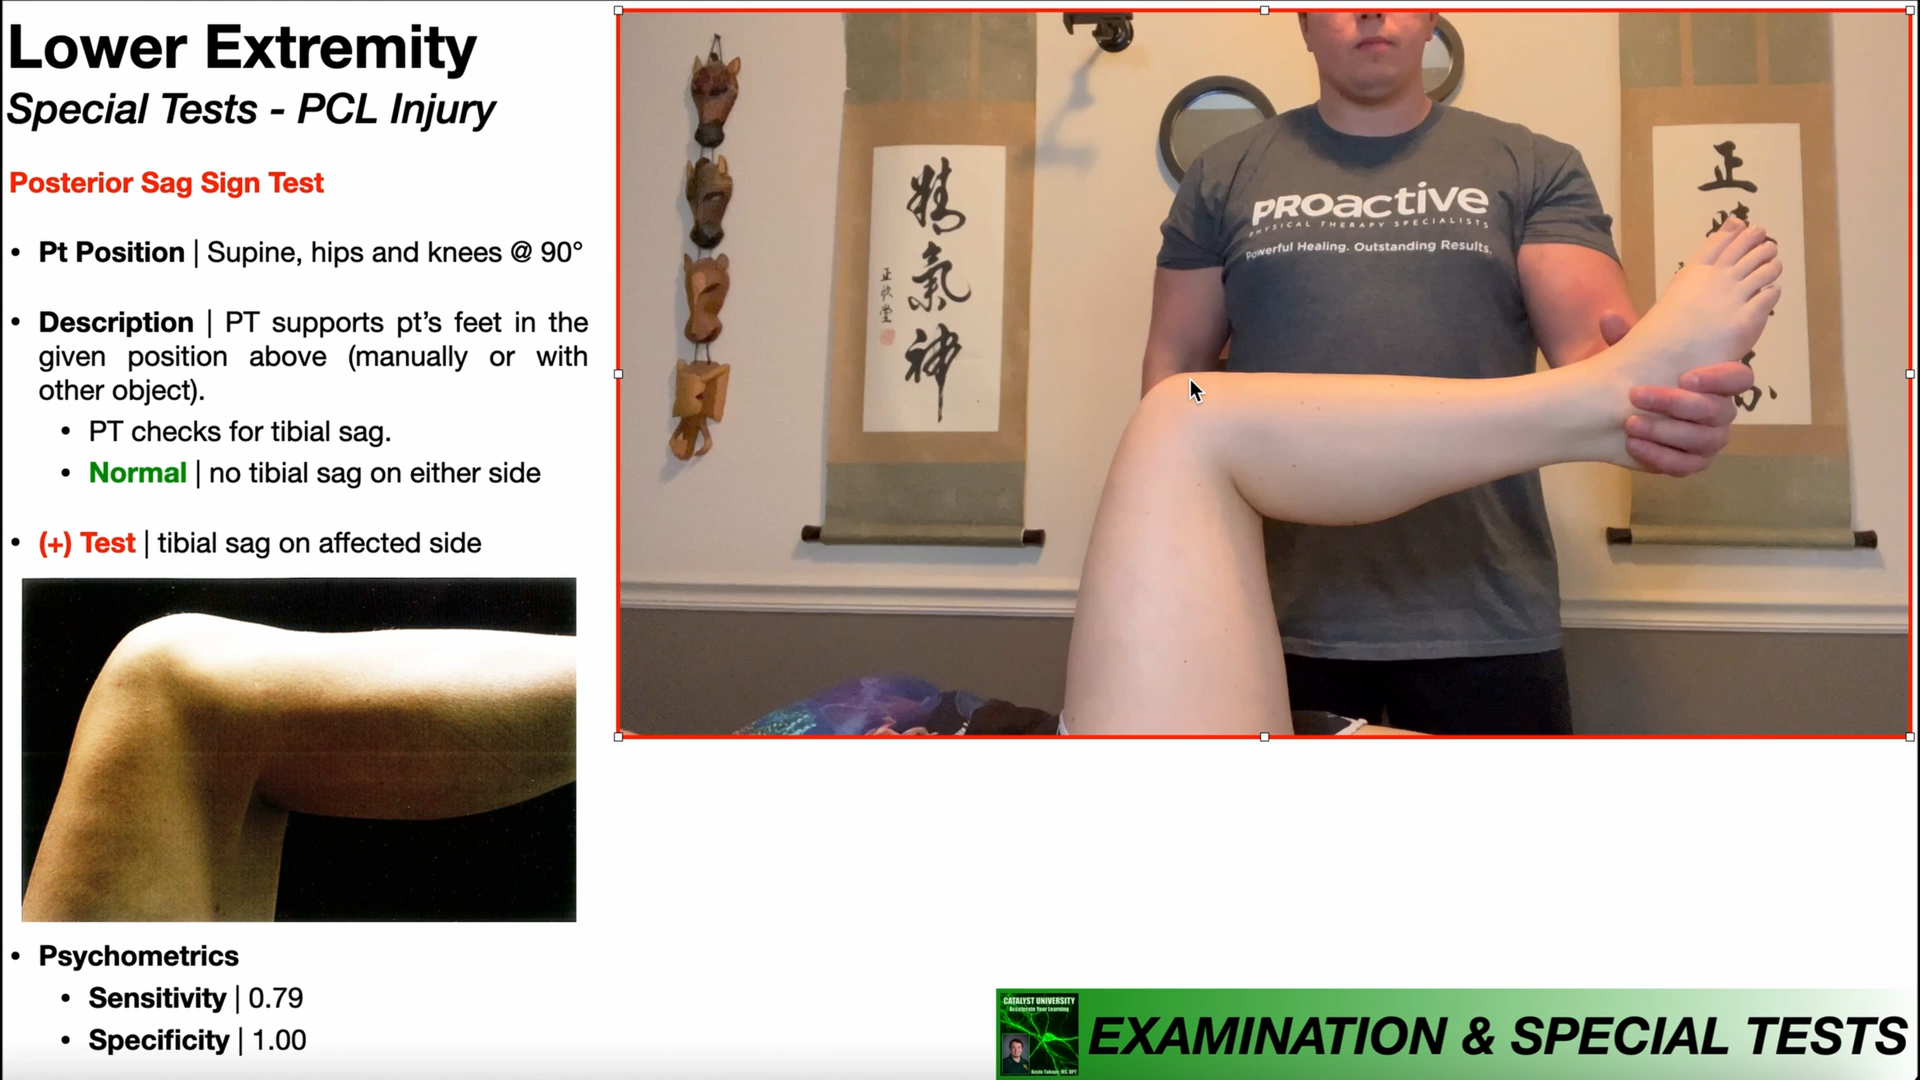 Lower Extremity
Special Tests - PCL Injury
Posterior Sag Sign Test
• Pt Position | Supine, hips and knees @ 90°
• Description | PT supports pt’s feet in the
given position above (manually or with
other object).
• PT checks for tibial sag.
• Normal | no tibial sag on either side
• (+) Test | tibial sag on affected side
• Psychometrics
• Sensitivity | 0.79
• Specificity | 1.00
精
氣
神
PROactive
PHYSICAL THERAPY SPECIALISTS
Powerful Healing. Outstanding Results.
正
CATALYST UNIVERSITY
Accelerate Your Learning
EXAMINATION & SPECIAL TESTS